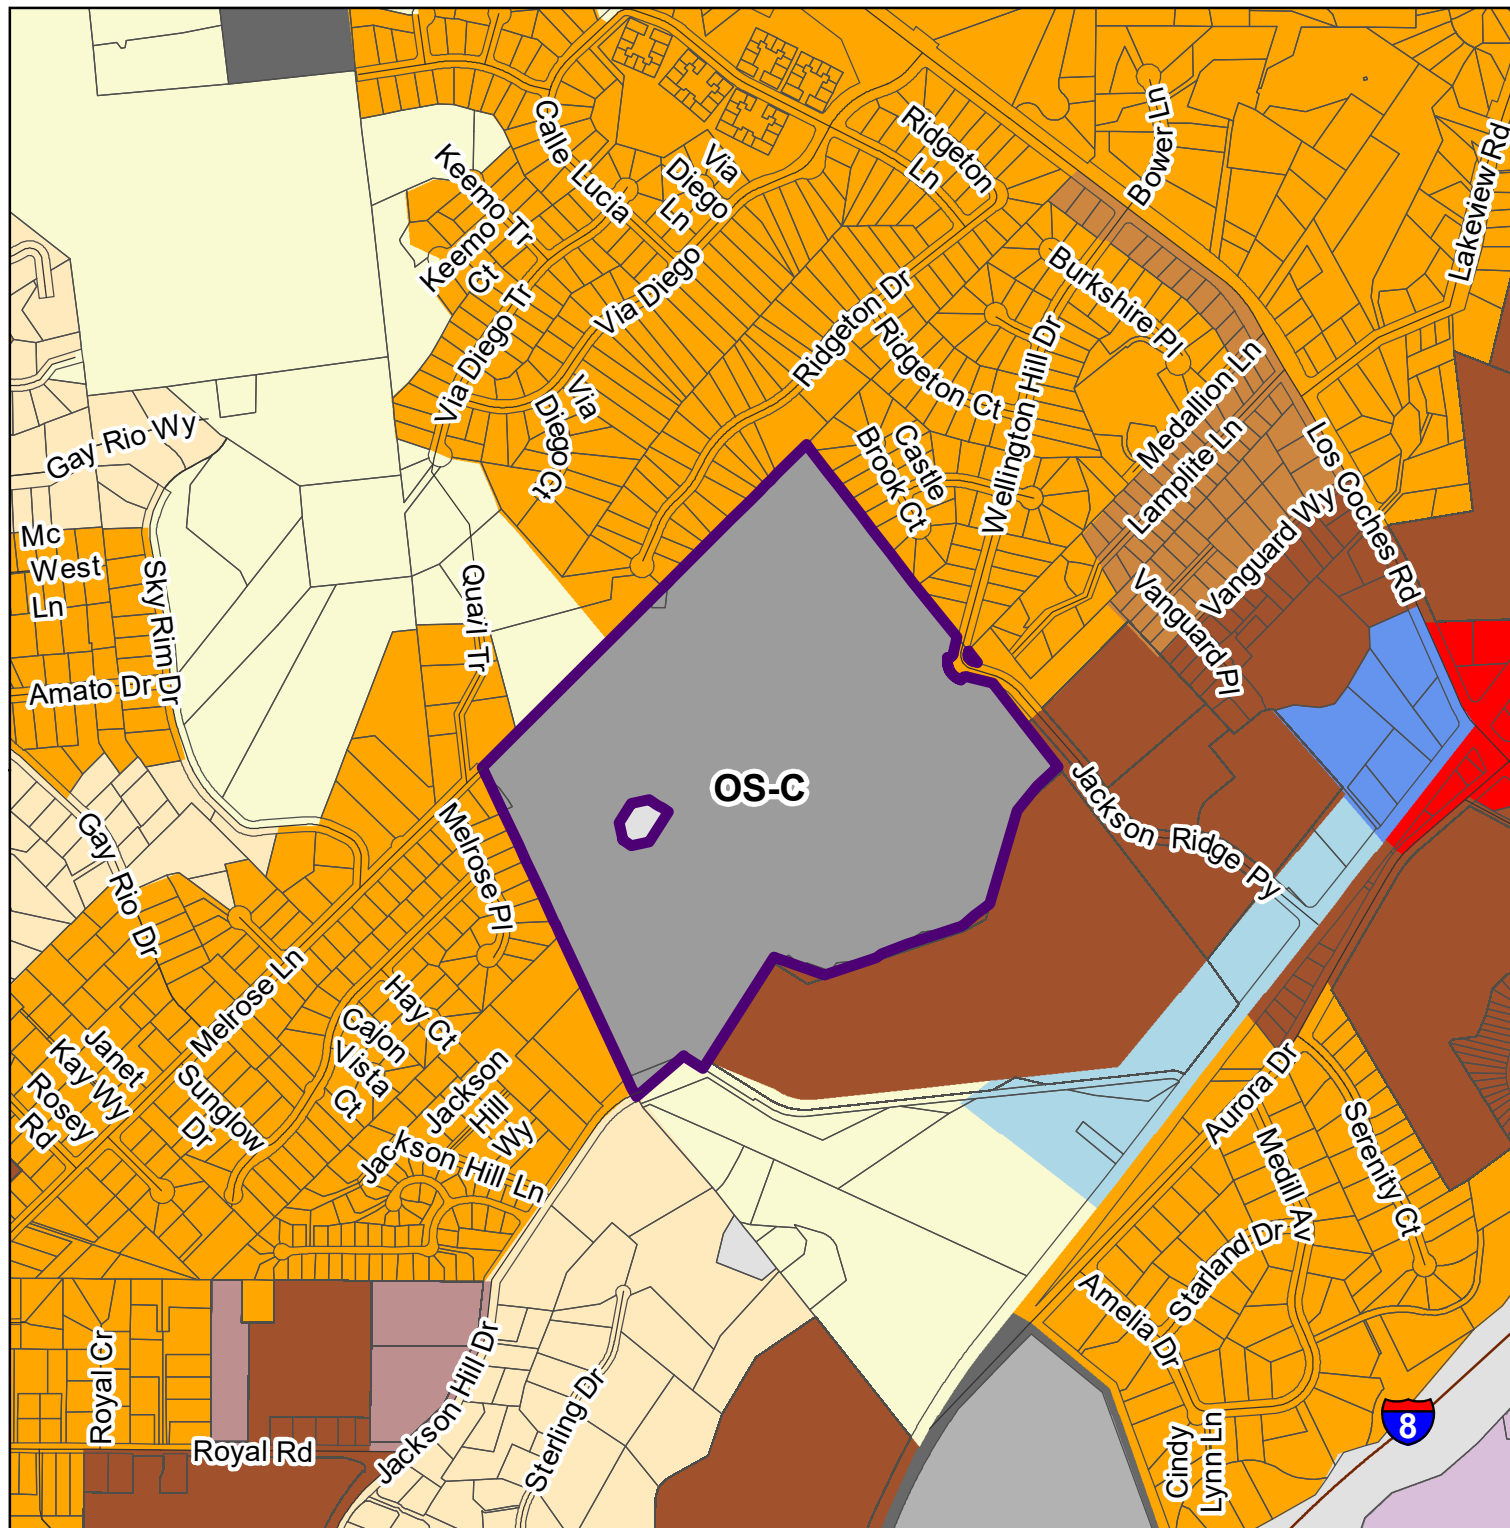 Calle Lucia
Via
Diego
Ln
Ridgeton
Ln
Bower Ln
Lakeview Rd
Keemo Tr
Keemo
Ct
Via Diego Tr
Via Diego
Via
Diego Ct
Ridgeton Dr
Ridgeton Ct
Burkshire Pl
Wellington Hill Dr
Castle
Brook Ct
Medallion Ln
Lamplite Ln
Los Coches Rd
Vanguard Wy
Vanguard Pl
Gay Rio Wy
Mc
West
Ln
Sky Rim Dr
Quail Tr
Amato Dr
OS-C
Jackson Ridge Py
Gay Rio Dr
Melrose Pl
Melrose Ln
Hay Ct
Cajon
Vista
Ct
Janet
Kay Wy
Rosey
Rd
Sunglow
Dr
Jackson
Hill
Wy
Jackson Hill Ln
Aurora Dr
Medill Av
Serenity Ct
Starland Dr
Amelia Dr
Royal Cr
Royal Rd
Jackson Hill Dr
Sterling Dr
Cindy
Lynn Ln
8